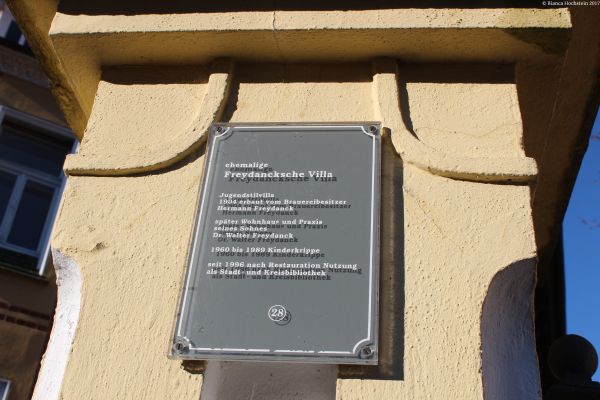 © Bianca Hochstein 2017
ehemalige
Freydancksche Villa
Jugendstilvilla
1904 erbaut vom Brauereibesitzer
Hermann Freydanck
später Wohnhaus und Praxis
seines Sohnes
Dr. Walter Freydanck
1960 bis 1989 Kinderkrippe
seit 1996 nach Restauration Nutzung
als Stadt- und Kreisbibliothek
28